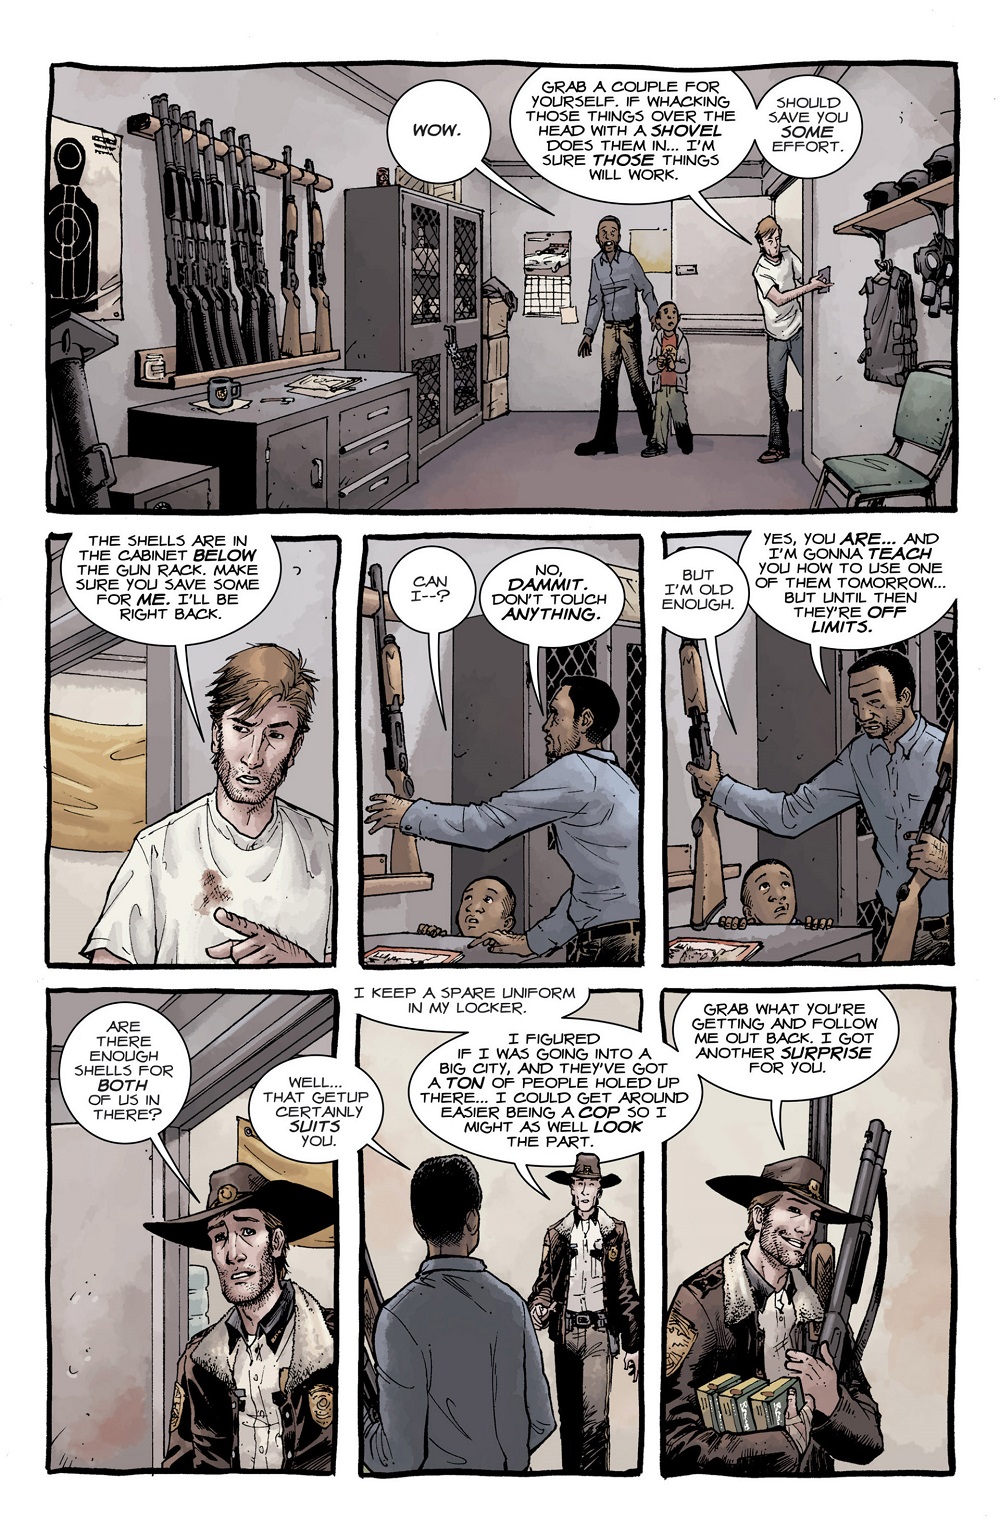 WOW.
GRAB A COUPLE FOR
YOURSELF. IF WHACKING
THOSE THINGS OVER THE
HEAD WITH A SHOVEL
DOES THEM IN... I'M
SURE THOSE THINGS
WILL WORK.
SHOULD
SAVE YOU
SOME
EFFORT.
THE SHELLS ARE IN
THE CABINET BELOW
THE GUN RACK. MAKE
SURE YOU SAVE SOME
FOR ME. I'LL BE
RIGHT BACK.
CAN
I--?
NO,
DAMMIT.
DON'T TOUCH
ANYTHING.
BUT
I'M OLD
ENOUGH.
YES, YOU ARE... AND
I'M GONNA TEACH
YOU HOW TO USE ONE
OF THEM TOMORROW...
BUT UNTIL THEN
THEY'RE OFF
LIMITS.
ARE
THERE
ENOUGH
SHELLS FOR
BOTH
OF US IN
THERE?
WELL...
THAT GETUP
CERTAINLY
SUITS
YOU.
I KEEP A SPARE UNIFORM
IN MY LOCKER.
I FIGURED
IF I WAS GOING INTO A
BIG CITY, AND THEY'VE GOT
A TON OF PEOPLE HOLED UP
THERE... I COULD GET AROUND
EASIER BEING A COP SO I
MIGHT AS WELL LOOK
THE PART.
GRAB WHAT YOU'RE
GETTING AND FOLLOW
ME OUT BACK. I GOT
ANOTHER SURPRISE
FOR YOU.